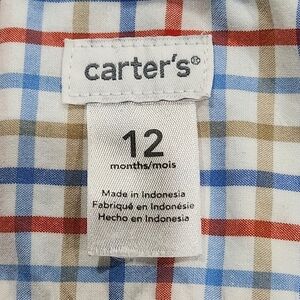 carter's®
12
months/mois
Made in Indonesia
Fabriqué en Indonésie
Hecho en Indonesia